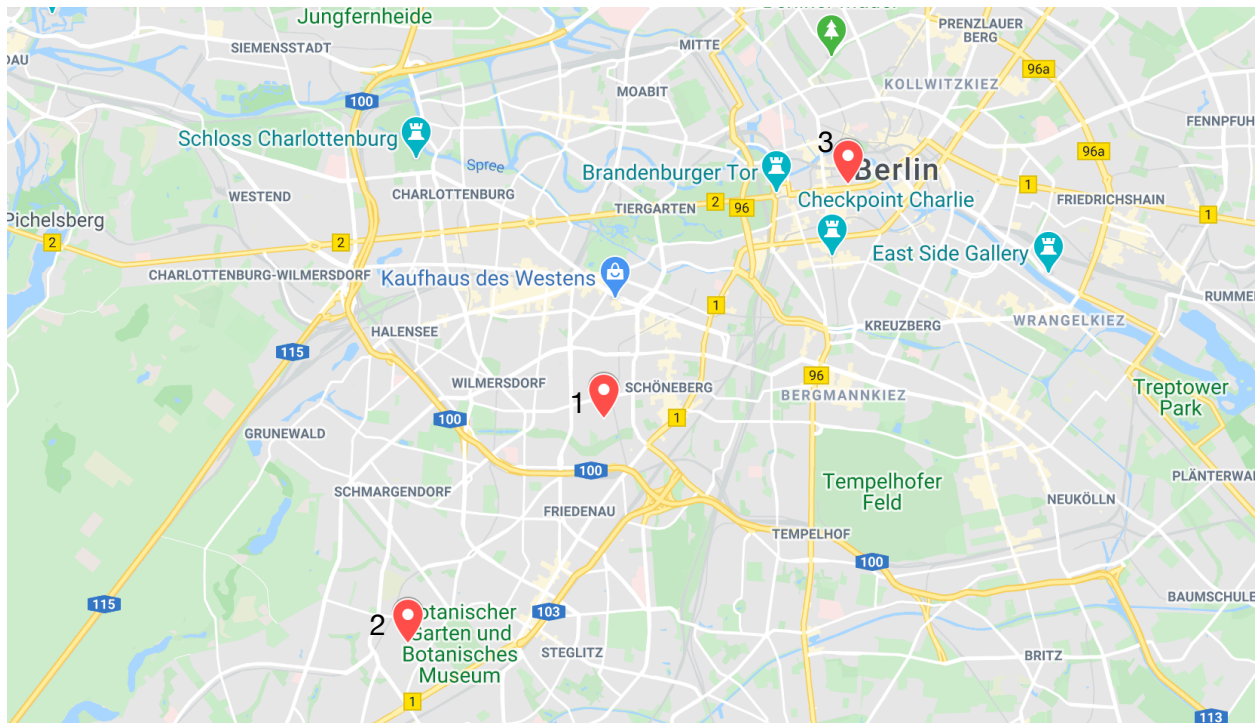 Jungfernheide
SIEMENSSTADT
MITTE
PRENZLAUER
BERG
96a
MOABIT
KOLLWITZKIEZ
100
FENNPFUH
Schloss Charlottenburg
3
96a
Spree
Brandenburger Tor
Berlin
WESTEND
CHARLOTTENBURG
1
Pichelsberg
TIERGARTEN
2
96
Checkpoint Charlie
FRIEDRICHSHAIN
1
2
2
East Side Gallery
CHARLOTTENBURG-WILMERSDORF
Kaufhaus des Westens
RUMME
1
HALENSEE
KREUZBERG
WRANGELKIEZ
115
WILMERSDORF
1
SCHÖNEBERG
96
BERGMANNKIEZ
Treptower
Park
100
1
GRUNEWALD
100
Tempelhofer
Feld
PLÄNTERWA
SCHMARGENDORF
NEUKÖLLN
FRIEDENAU
TEMPELHOF
100
115
103
BAUMSCHULE
2
Botanischer
Garten und
Botanisches
Museum
STEGLITZ
BRITZ
1
113